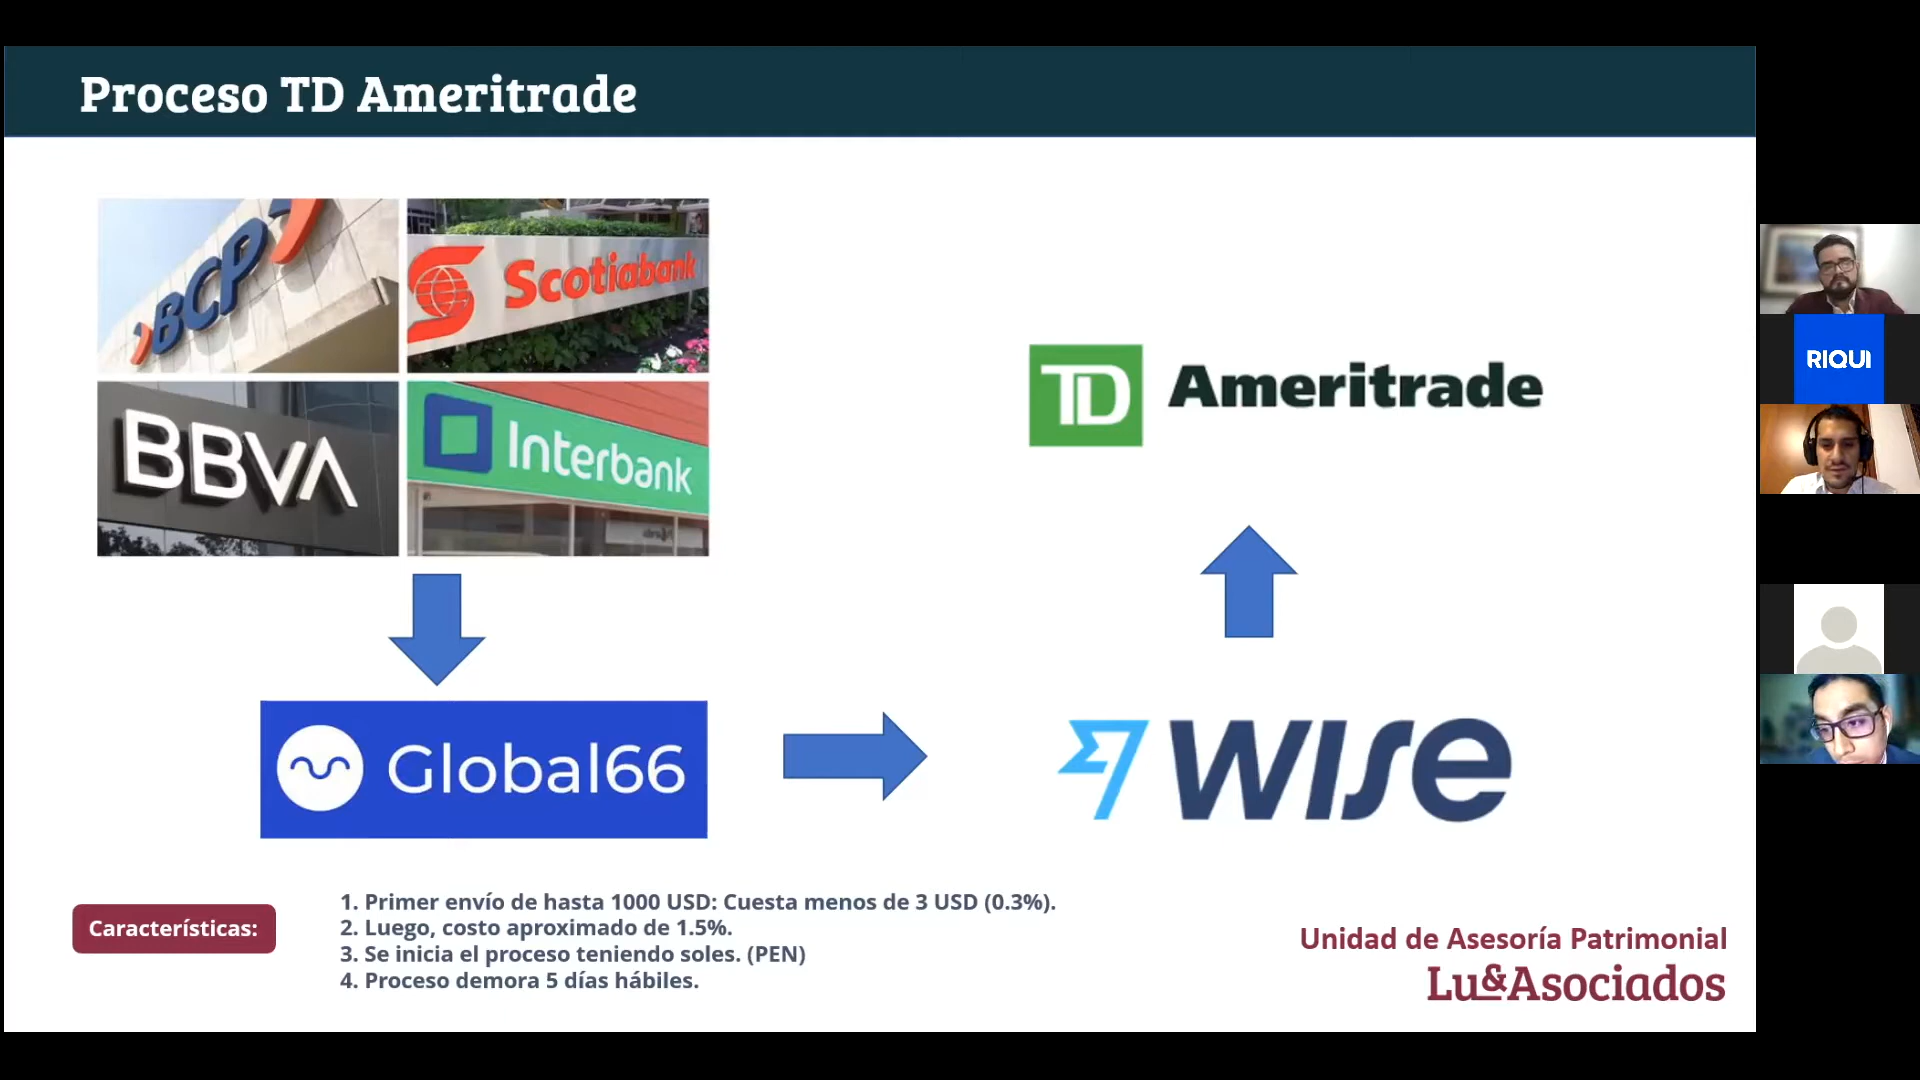 Proceso TD Ameritrade
BCP
Scotiabank
BBVA
Interbank
TD Ameritrade
Global66
WISE
Características:
1. Primer envío de hasta 1000 USD: Cuesta menos de 3 USD (0.3%).
2. Luego, costo aproximado de 1.5%.
3. Se inicia el proceso teniendo soles. (PEN)
4. Proceso demora 5 días hábiles.
Unidad de Asesoría Patrimonial
Lu&Asociados
RIQUI